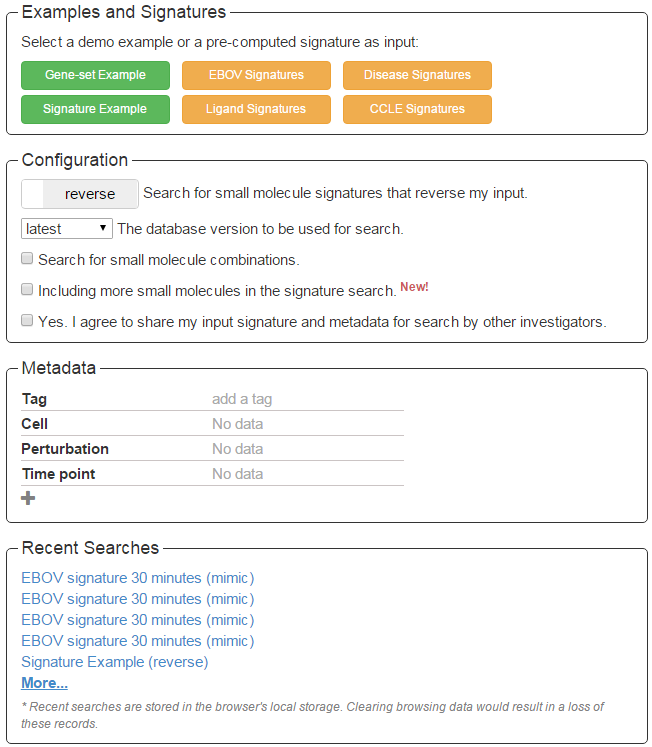 Examples and Signatures
Select a demo example or a pre-computed signature as input:
Gene-set Example EBOV Signatures Disease Signatures
Signature Example Ligand Signatures CCLE Signatures
Configuration
reverse Search for small molecule signatures that reverse my input.
latest The database version to be used for search.
Search for small molecule combinations.
Including more small molecules in the signature search. New!
Yes. I agree to share my input signature and metadata for search by other investigators.
Metadata
Tag add a tag
Cell No data
Perturbation No data
Time point No data
Recent Searches
EBOV signature 30 minutes (mimic)
EBOV signature 30 minutes (mimic)
EBOV signature 30 minutes (mimic)
EBOV signature 30 minutes (mimic)
Signature Example (reverse)
More...
* Recent searches are stored in the browser's local storage. Clearing browsing data would result in a loss of
these records.